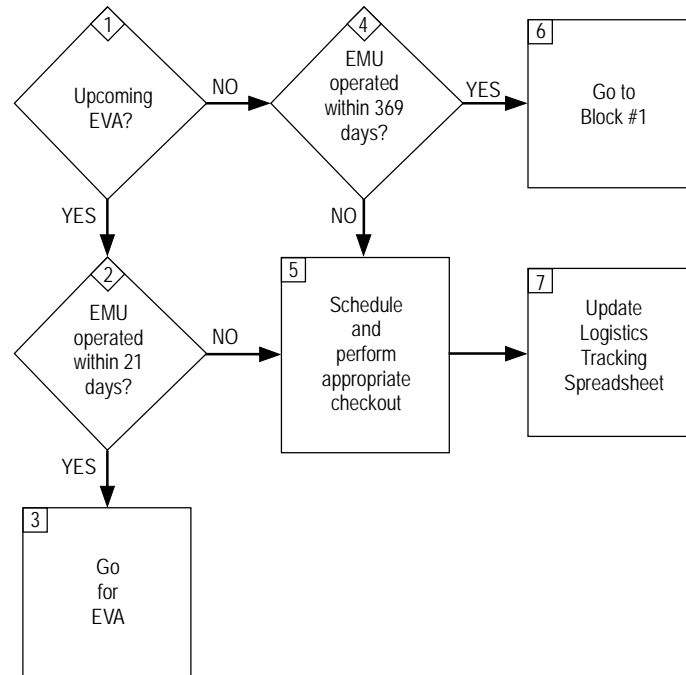 1
Upcoming
EVA?
NO
YES
4
EMU
operated
within 369
days?
YES
NO
6
Go to
Block #1
2
EMU
operated
within 21
days?
NO
YES
5
Schedule
and
perform
appropriate
checkout
7
Update
Logistics
Tracking
Spreadsheet
3
Go
for
EVA